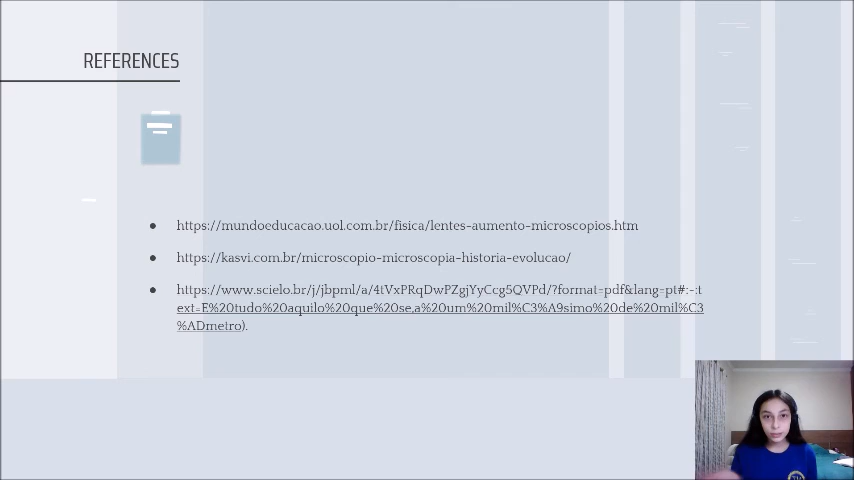 REFERENCES
● https://mundoeducacao.uol.com.br/fisica/lentes-aumento-microscopios.htm
● https://kasvi.com.br/microscopio-microscopia-historia-evolucao/
● https://www.scielo.br/j/jbpml/a/4tVxPRqDwPZgjYyCcg5QVPd/?format=pdf&lang=pt#:~:t
ext=E%20tudo%20aquilo%20que%20se,a%20um%20mil%C3%A9simo%20de%20mil%C3
%ADmetro).